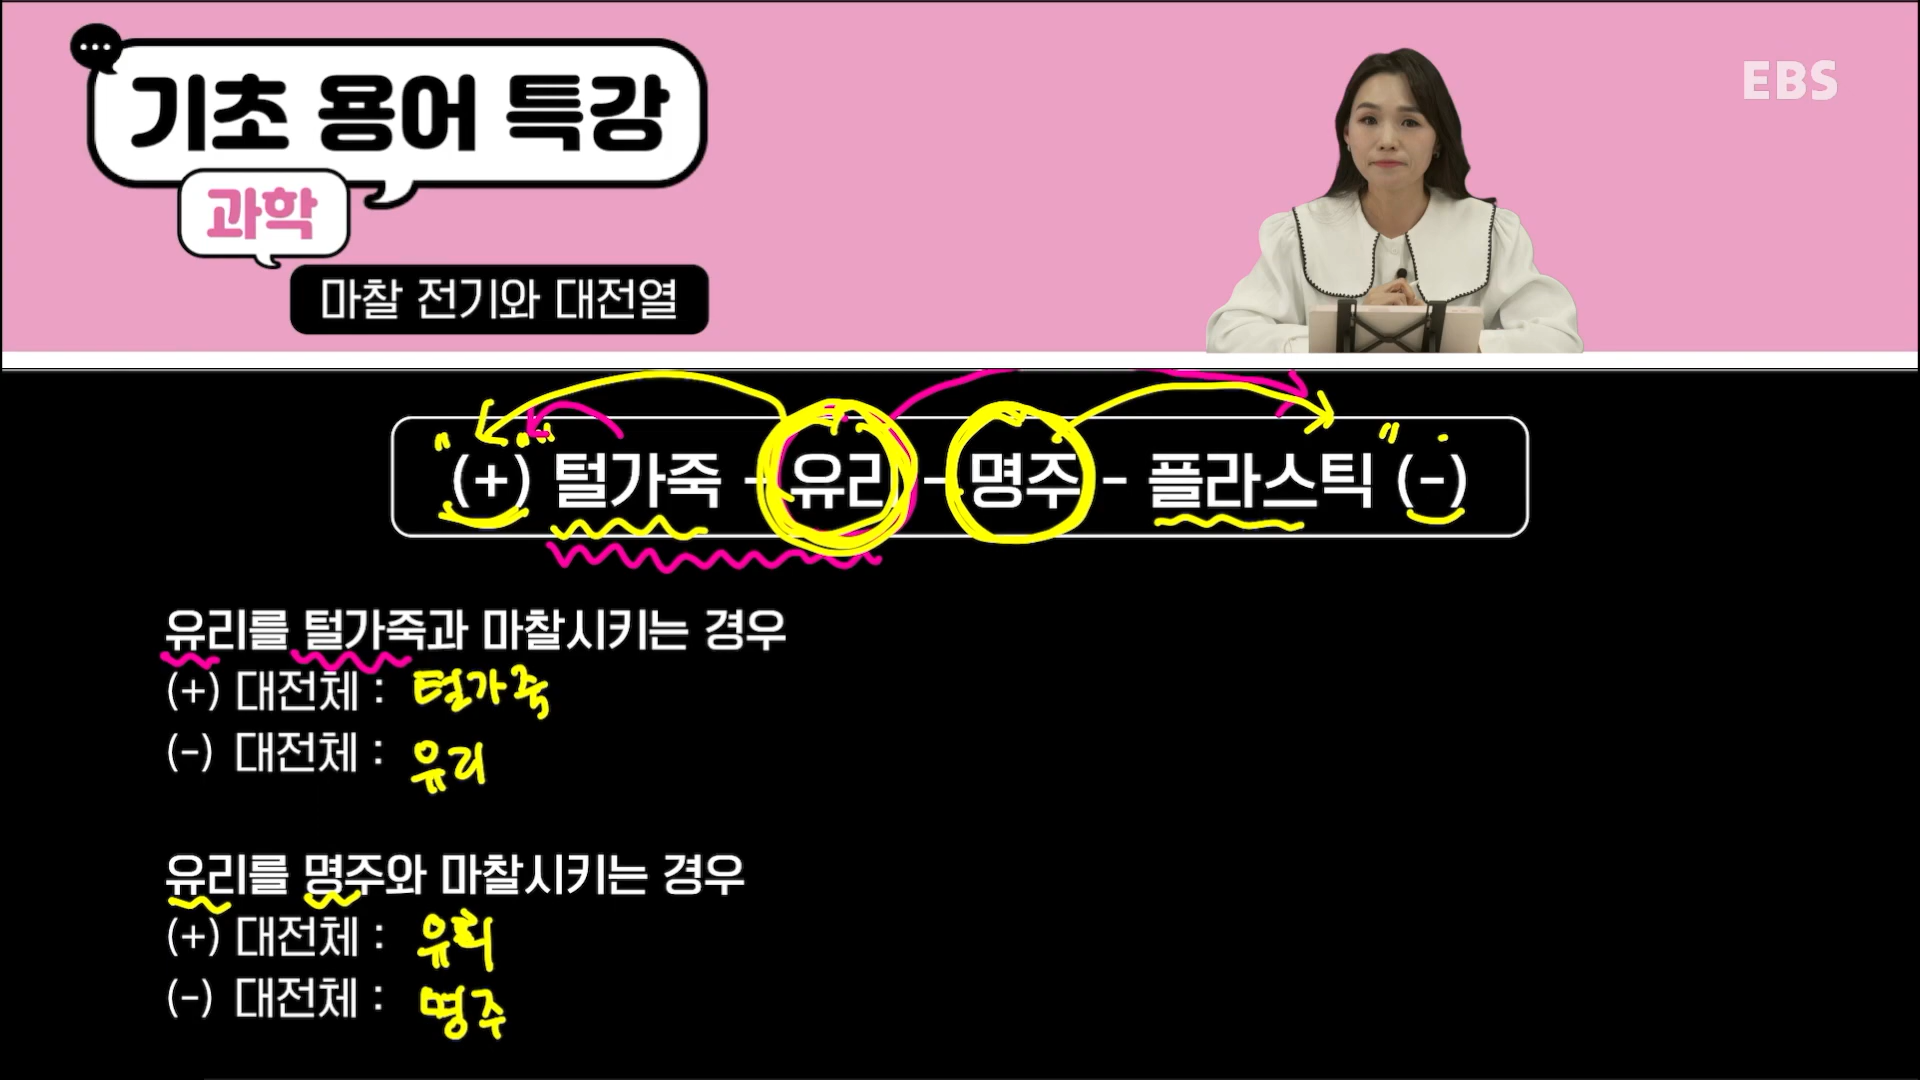 기초 용어 특강
EBS
과학
마찰 전기와 대전열
(+) 털가죽 - 유리 - 명주 - 플라스틱 (-)
유리를 털가죽과 마찰시키는 경우
(+) 대전체 : 털가죽
(-) 대전체 : 유리
유리를 명주와 마찰시키는 경우
(+) 대전체 : 유리
(-) 대전체 : 명주